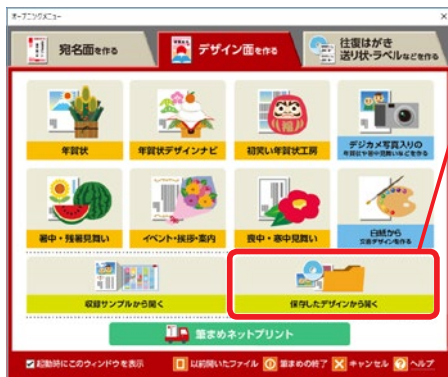 オープニングメニュー
宛名面を作る
デザイン面を作る
往復はがき
送り状・ラベルなどを作る
年賀状
年賀状デザインナビ
初笑い年賀状工房
デジカメ写真入りの
年賀状や暑中見舞いなどを作る
暑中・残暑見舞い
イベント・挨拶・案内
喪中・寒中見舞い
白紙から
文面デザインを作る
収録サンプルから開く
保存したデザインから開く
筆まめネットプリント
起動時にこのウィンドウを表示
以前開いたファイル
筆まめの終了
キャンセル
ヘルプ